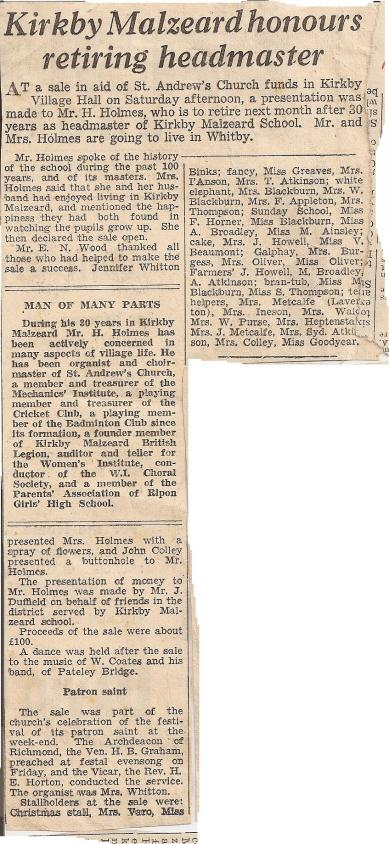 Kirkby Malzeard honours
retiring headmaster
AT a sale in aid of St. Andrew's Church funds in Kirkby
Village Hall on Saturday afternoon, a presentation was
made to Mr. H. Holmes, who is to retire next month after 30
years as headmaster of Kirkby Malzeard School. Mr. and
Mrs. Holmes are going to live in Whitby.
Mr. Holmes spoke of the history
of the school during the past 100
years, and of its masters. Mrs.
Holmes said that she and her hus-
band had enjoyed living in Kirkby
Malzeard, and mentioned the hap-
piness they had both found in
watching the pupils grow up. She
then declared the sale open.
Mr. E. N. Wood thanked all
those who had helped to make the
sale a success. Jennifer Whitton
MAN OF MANY PARTS
During his 30 years in Kirkby
Malzeard Mr. H. Holmes has
been actively concerned in
many aspects of village life. He
has been organist and choir-
master of St. Andrew's Church,
a member and treasurer of the
Mechanics' Institute, a playing
member and treasurer of the
Cricket Club, a playing mem-
ber of the Badminton Club since
its formation, a founder member
of Kirkby Malzeard British
Legion, auditor and teller for
the Women's Institute, con-
ductor of the W.I. Choral
Society, and a member of the
Parents' Association of Ripon
Girls' High School.
presented Mrs. Holmes with a
spray of flowers, and John Colley
presented a buttonhole to Mr.
Holmes.
The presentation of money to
Mr. Holmes was made by Mr. J.
Duffield on behalf of friends in the
district served by Kirkby Mal-
zeard school.
Proceeds of the sale were about
£100.
A dance was held after the sale
to the music of W. Coates and his
band, of Pateley Bridge.
Patron saint
The sale was part of the
church's celebration of the festi-
val of its patron saint at the
week-end. The Archdeacon of
Richmond, the Ven. H. B. Graham,
preached at festal evensong on
Friday, and the Vicar, the Rev. H.
E. Horton, conducted the service.
The organist was Mrs. Whitton.
Stallholders at the sale were:
Christmas stall, Mrs. Varo, Miss
Binks; fancy, Miss Greaves, Mrs.
I'Anson, Mrs. T. Atkinson; white
elephant, Mrs. Blackburn, Mrs. W.
Blackburn, Mrs. F. Appleton, Mrs.
Thompson; Sunday School, Miss
F. Horner, Miss Blackburn, Miss
A. Broadley, Miss M. Ainsley;
cake, Mrs. J. Howell, Miss V.
Beaumont; Galphay, Mrs. Bur-
ress, Mrs. Oliver, Miss Oliver;
Farmers' J. Howell, M. Broadley,
A. Atkinson; bran-tub, Miss M.
Blackburn, Miss S. Thompson; tea
helpers, Mrs. Metcalfe (Laver
ton), Mrs. Ineson, Mrs.
Mrs. W. Purse, Mrs. Heptenstall
Mrs. J. Metcalfe, Mrs. Syd. Atki
son, Mrs. Colley, Miss Goodyear.